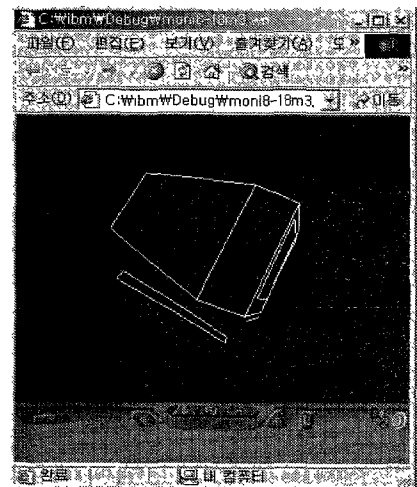 C:₩ibm₩Debug₩moni8-18m3
파일(F) 편집(E) 보기(V) 즐겨찾기(A) 도 »
검색 »
주소(D) C:₩ibm₩Debug₩moni8-18m3. 이동
완료 내 컴퓨터